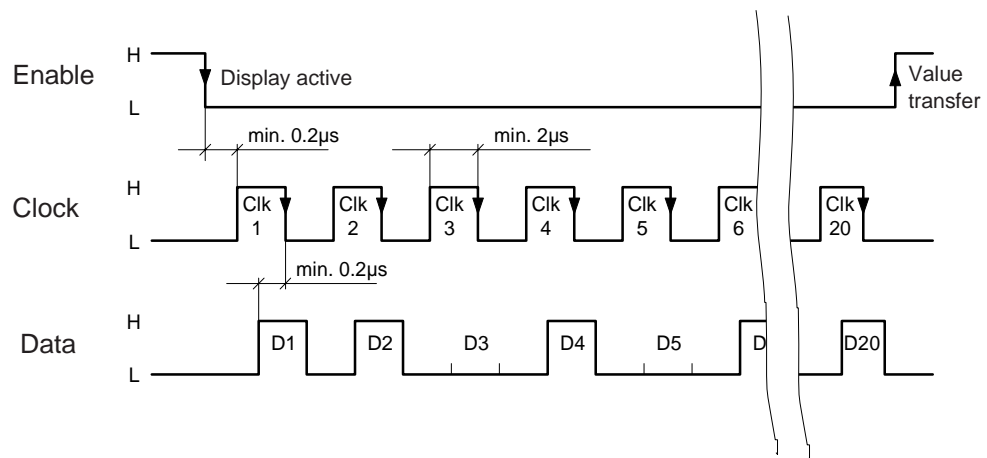 H
Enable
Display active
Value
transfer
L
min. 0.2µs
min. 2µs
H
Clock
Clk
1
Clk
2
Clk
3
Clk
4
Clk
5
Clk
6
Clk
20
L
min. 0.2µs
H
Data
D1
D2
D3
D4
D5
D
D20
L